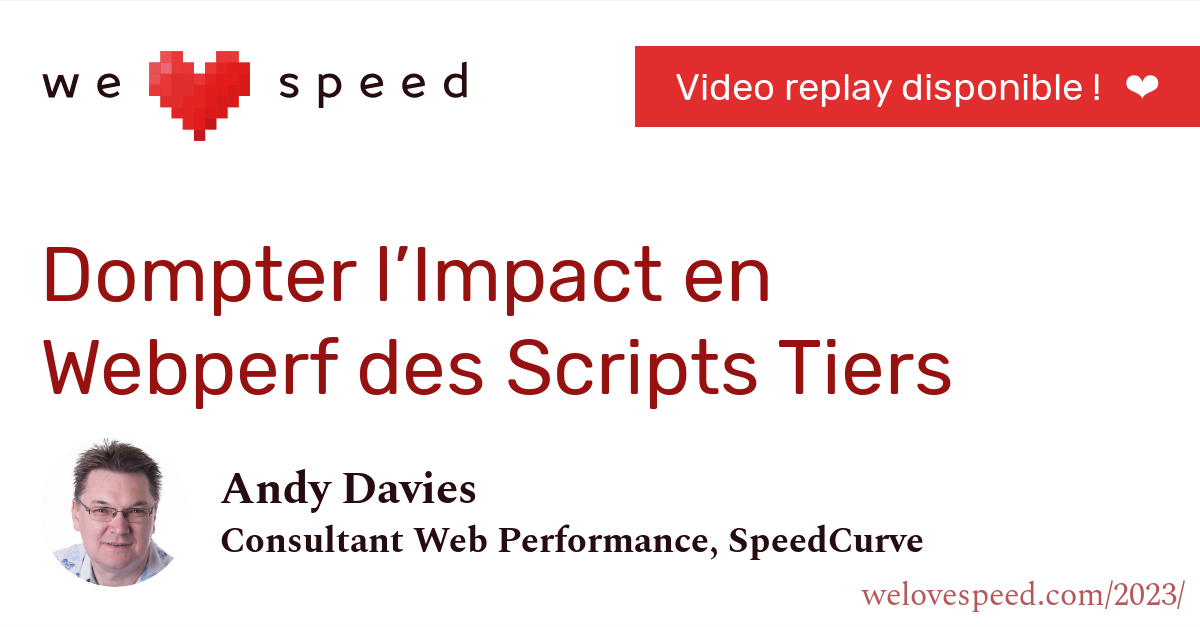 we speed
Video replay disponible ! ❤
Dompter l’Impact en
Webperf des Scripts Tiers
Andy Davies
Consultant Web Performance, SpeedCurve
welovespeed.com/2023/